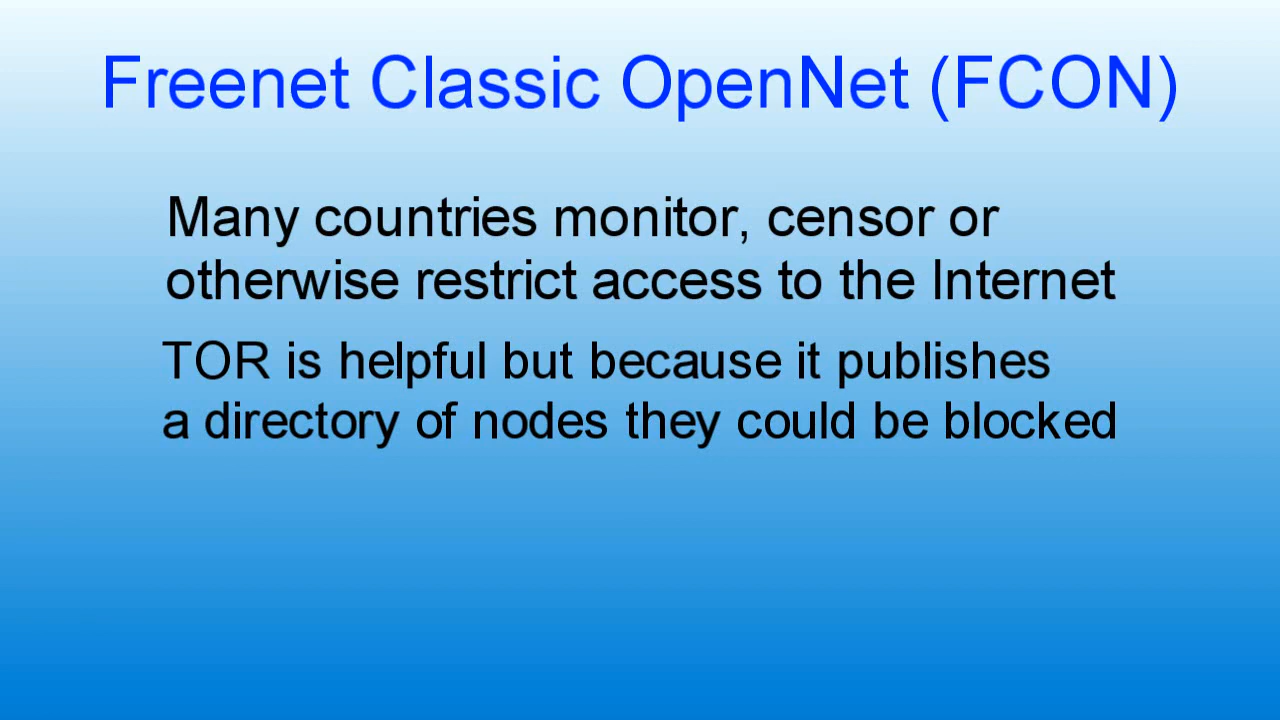 Freenet Classic OpenNet (FCON)
Many countries monitor, censor or
otherwise restrict access to the Internet
TOR is helpful but because it publishes
a directory of nodes they could be blocked